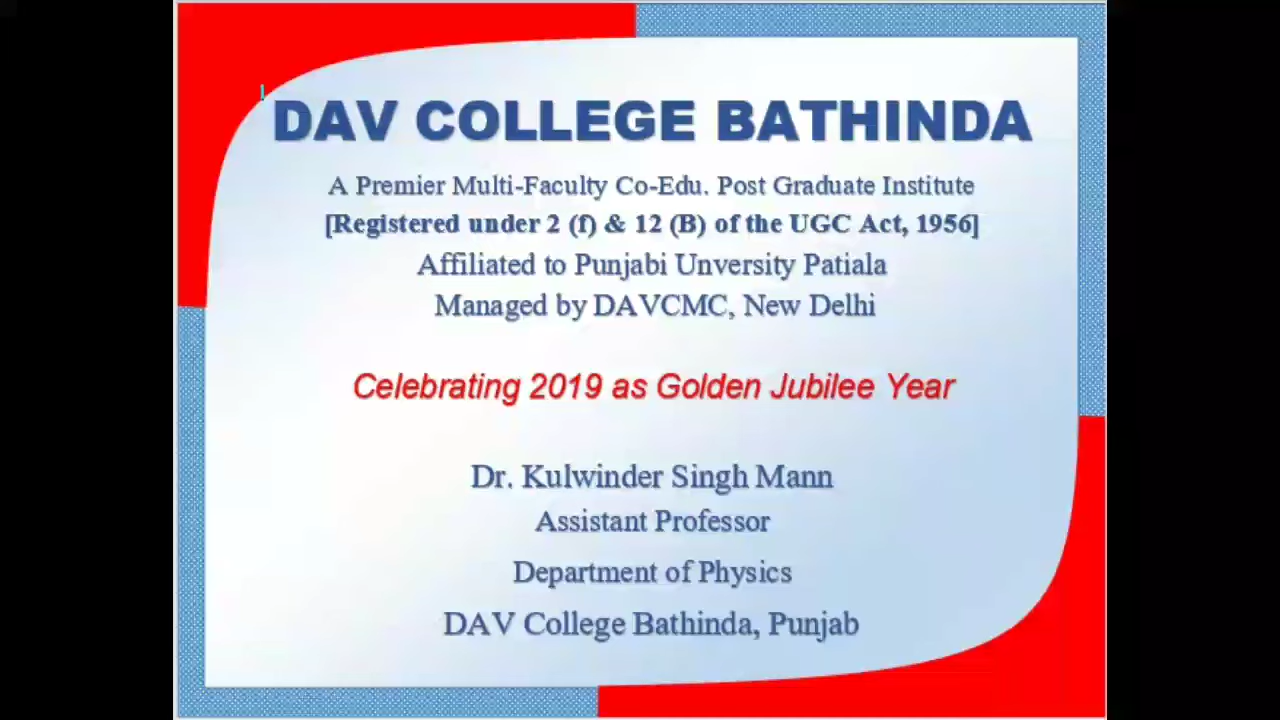 DAV COLLEGE BATHINDA
A Premier Multi-Faculty Co-Edu. Post Graduate Institute
[Registered under 2 (f) & 12 (B) of the UGC Act, 1956]
Affiliated to Punjabi Unversity Patiala
Managed by DAVCMC, New Delhi
Celebrating 2019 as Golden Jubilee Year
Dr. Kulwinder Singh Mann
Assistant Professor
Department of Physics
DAV College Bathinda, Punjab